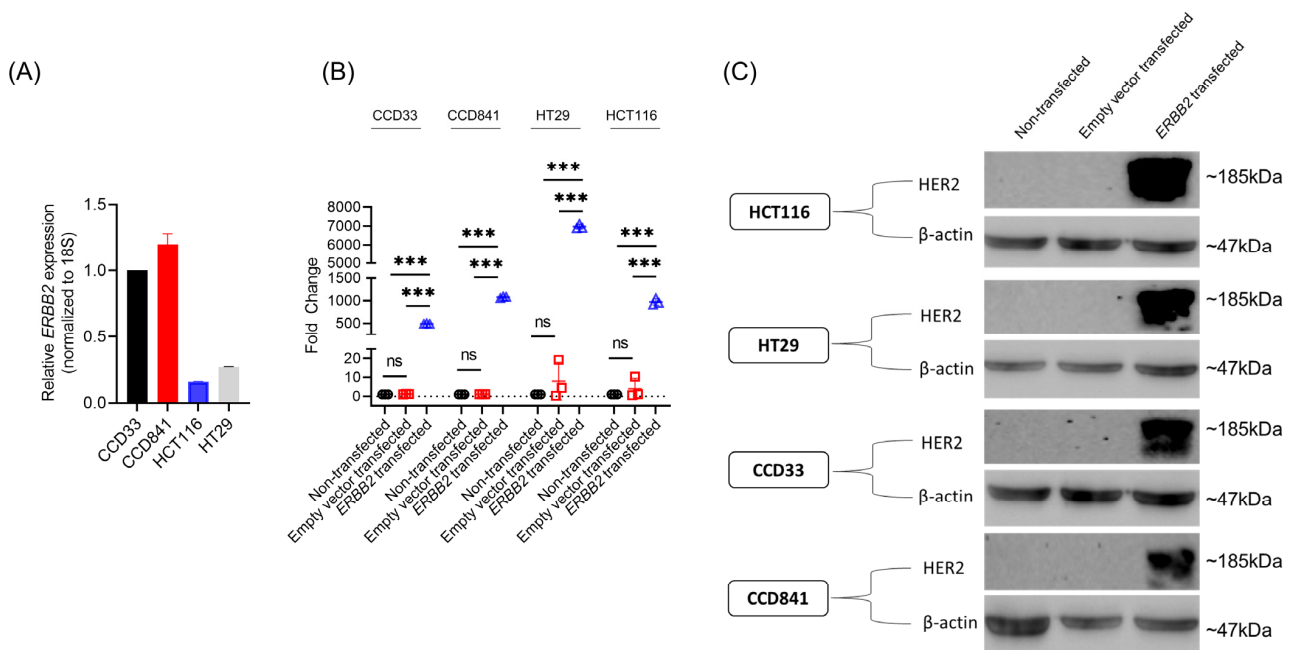 (A)
Relative ERBB2 expression
(normalized to 18S)
1.5
1.0
0.5
0.0
CCD33
CCD841
HCT116
HT29
(B)
CCD33
CCD841
HT29
HCT116
Fold Change
8000
7000
6000
5000
1500
1000
500
20
10
0
***
***
ns
***
***
ns
***
***
ns
***
***
ns
Non-transfected
Empty vector transfected
ERBB2 transfected
Non-transfected
Empty vector transfected
ERBB2 transfected
Non-transfected
Empty vector transfected
ERBB2 transfected
Non-transfected
Empty vector transfected
ERBB2 transfected
(C)
Non-transfected
Empty vector transfected
ERBB2 transfected
HCT116
HER2
~185kDa
β-actin
~47kDa
HT29
HER2
~185kDa
β-actin
~47kDa
CCD33
HER2
~185kDa
β-actin
~47kDa
CCD841
HER2
~185kDa
β-actin
~47kDa